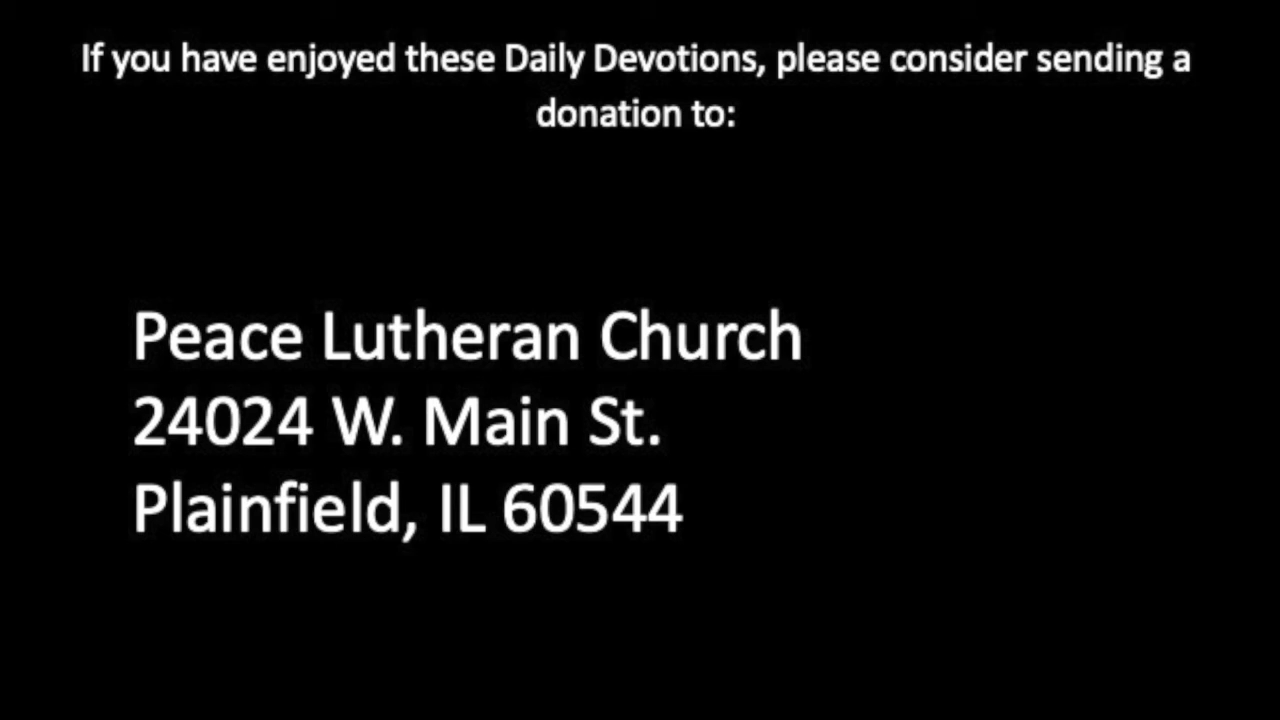 If you have enjoyed these Daily Devotions, please consider sending a
donation to:
Peace Lutheran Church
24024 W. Main St.
Plainfield, IL 60544